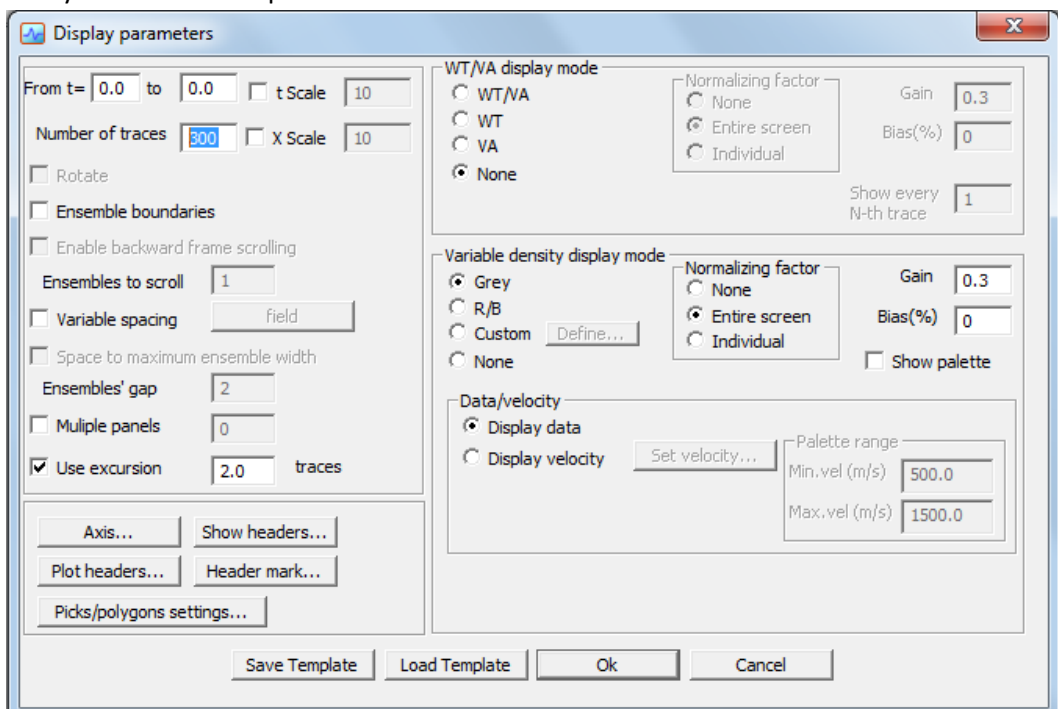 Display parameters
From t= 0.0 to 0.0 t Scale 10
Number of traces 300 X Scale 10
Rotate
Ensemble boundaries
Enable backward frame scrolling
Ensembles to scroll 1
Variable spacing field
Space to maximum ensemble width
Ensembles' gap 2
Muliple panels 0
Use excursion 2.0 traces
Axis... Show headers...
Plot headers... Header mark...
Picks/polygons settings...
WT/VA display mode
WT/VA
WT
VA
None
Normalizing factor
None
Entire screen
Individual
Gain 0.3
Bias(%) 0
Show every
N-th trace 1
Variable density display mode
Grey
R/B
Custom Define...
None
Normalizing factor
None
Entire screen
Individual
Gain 0.3
Bias(%) 0
Show palette
Data/velocity
Display data
Display velocity Set velocity...
Palette range
Min.vel (m/s) 500.0
Max.vel (m/s) 1500.0
Save Template Load Template Ok Cancel